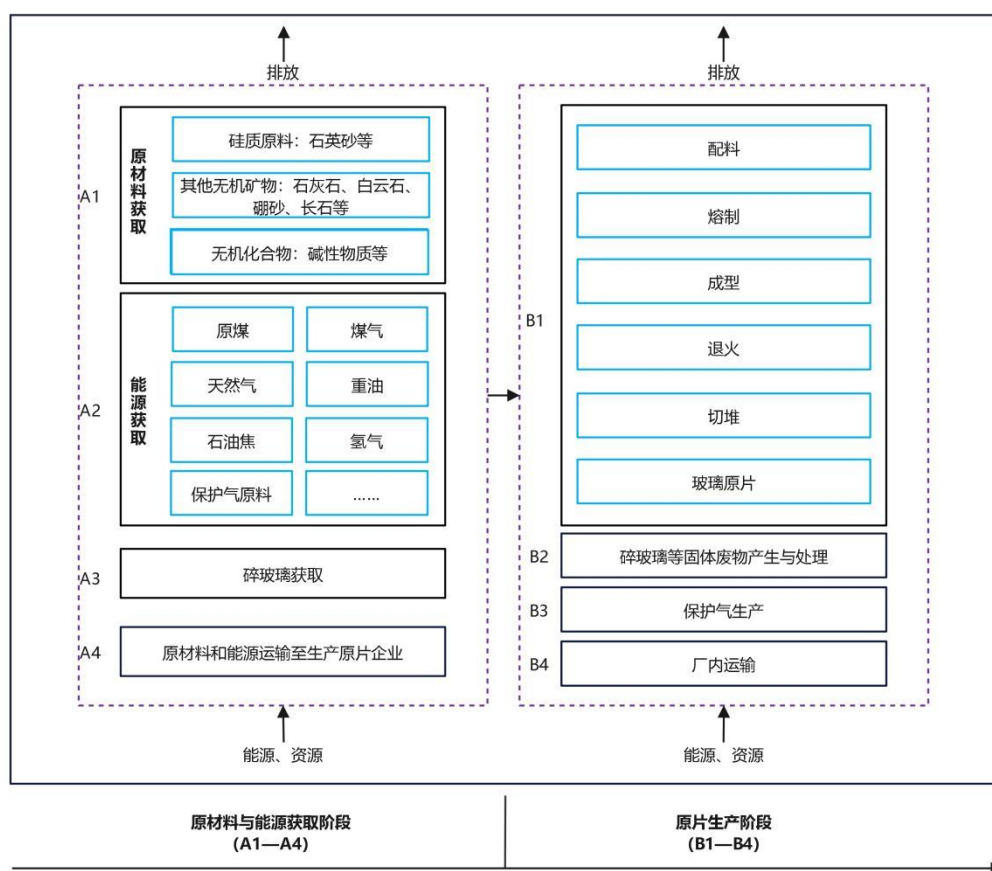 排放
排放
A1
原材料获取
硅质原料：石英砂等
其他无机矿物：石灰石、白云石、
硼砂、长石等
无机化合物：碱性物质等
A2
能源获取
原煤
煤气
天然气
重油
石油焦
氢气
保护气原料
……
A3
碎玻璃获取
A4
原材料和能源运输至生产原片企业
能源、资源
B1
配料
熔制
成型
退火
切堆
玻璃原片
B2
碎玻璃等固体废物产生与处理
B3
保护气生产
B4
厂内运输
能源、资源
原材料与能源获取阶段
（A1—A4）
原片生产阶段
（B1—B4）